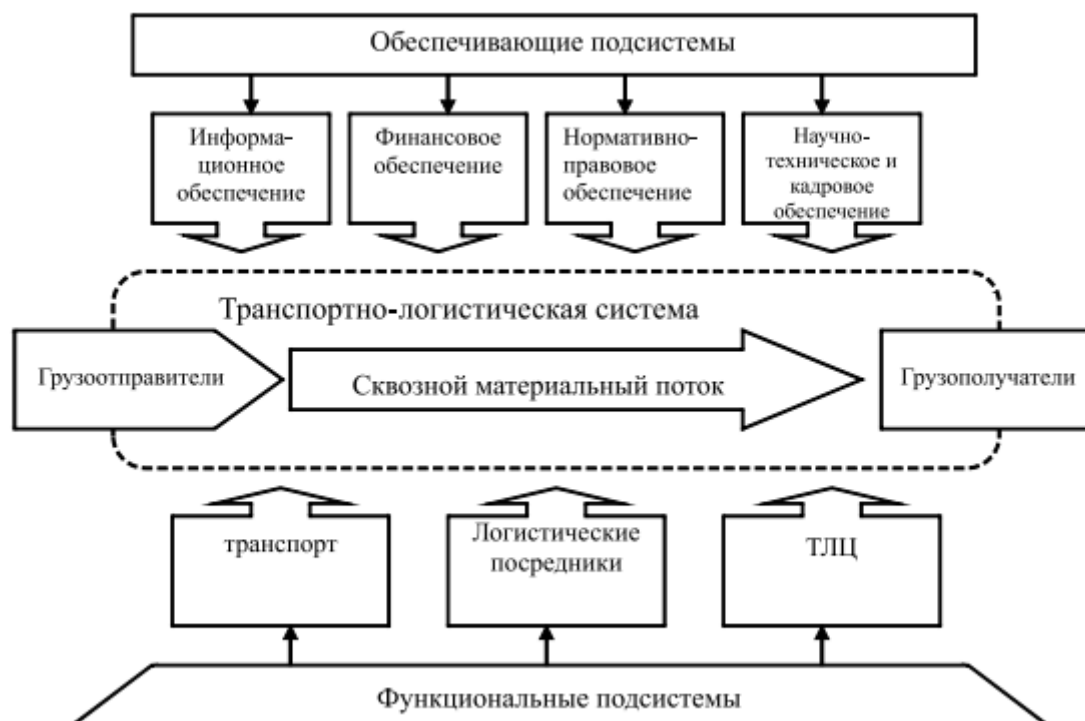 Обеспечивающие подсистемы
Информа-
ционное
обеспечение
Финансовое
обеспечение
Нормативно-
правовое
обеспечение
Научно-
техническое и
кадровое
обеспечение
Транспортно-логистическая система
Грузоотправители
Сквозной материальный поток
Грузополучатели
транспорт
Логистические
посредники
ТЛЦ
Функциональные подсистемы